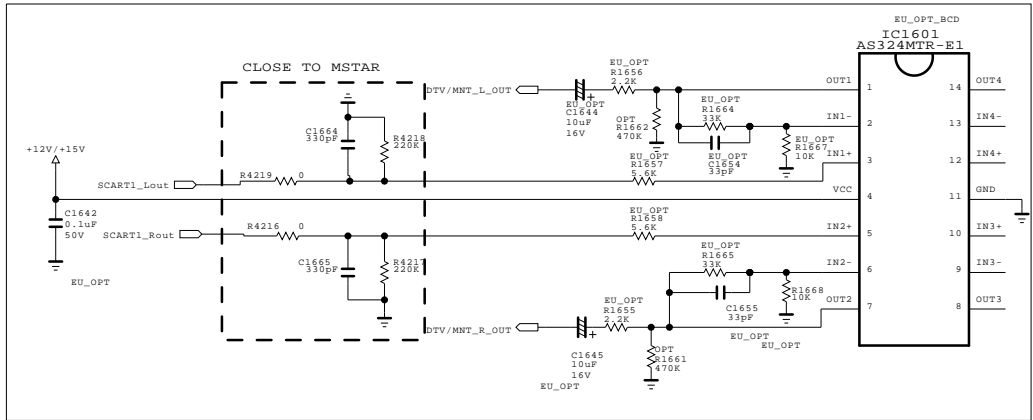 EU_OPT_BCD
IC1601
AS324MTR-E1
CLOSE TO MSTAR
DTV/MNT_L_OUT
EU_OPT
C1644
10uF
16V
EU_OPT
R1656
2.2K
OPT
R1662
470K
EU_OPT
R1664
33K
EU_OPT
C1654
33pF
EU_OPT
R1667
10K
EU_OPT
R1657
5.6K
OUT1
1
IN1-
2
IN1+
3
VCC
4
IN2+
5
IN2-
6
OUT2
7
14
OUT4
13
IN4-
12
IN4+
11
GND
10
IN3+
9
IN3-
8
OUT3
+12V/+15V
C1642
0.1uF
50V
EU_OPT
SCART1_Lout
R4219
0
C1664
330pF
R4218
220K
SCART1_Rout
R4216
0
C1665
330pF
R4217
220K
EU_OPT
R1658
5.6K
EU_OPT
R1665
33K
C1655
33pF
EU_OPT
R1668
10K
EU_OPT
DTV/MNT_R_OUT
EU_OPT
R1655
2.2K
C1645
10uF
16V
EU_OPT
OPT
R1661
470K